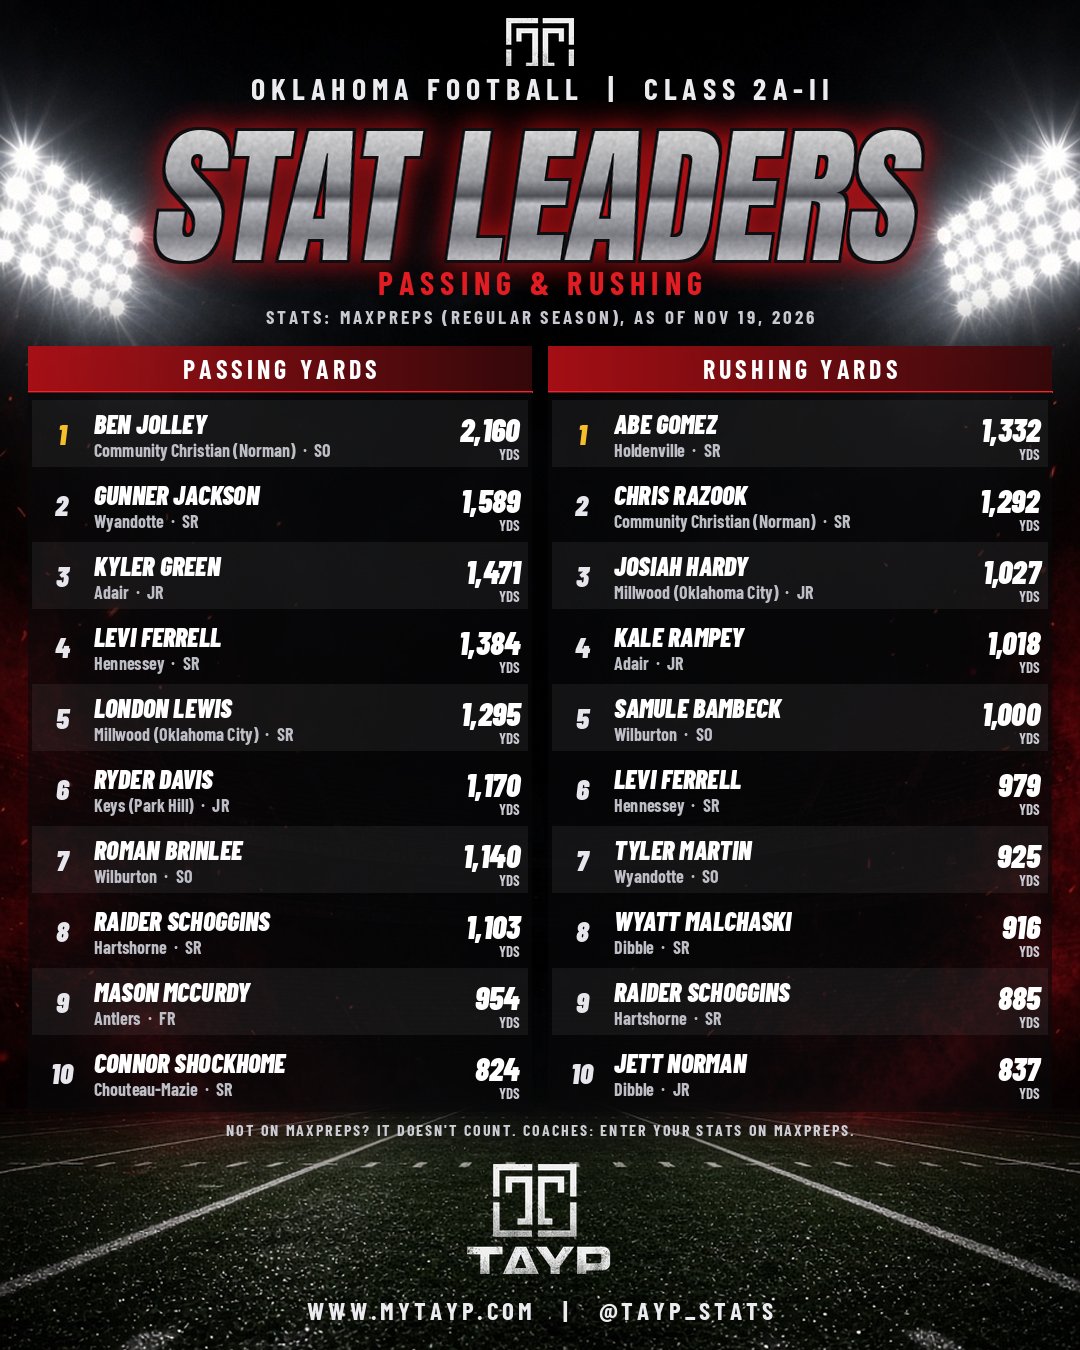 OKLAHOMA FOOTBALL | CLASS 2A-II
STAT LEADERS
PASSING & RUSHING
STATS: MAXPREPS (REGULAR SEASON), AS OF NOV 19, 2026
PASSING YARDS
1 BEN JOLLEY 2,160
Community Christian (Norman) · SO YDS
2 GUNNER JACKSON 1,589
Wyandotte · SR YDS
3 KYLER GREEN 1,471
Adair · JR YDS
4 LEVI FERRELL 1,384
Hennessey · SR YDS
5 LONDON LEWIS 1,295
Millwood (Oklahoma City) · SR YDS
6 RYDER DAVIS 1,170
Keys (Park Hill) · JR YDS
7 ROMAN BRINLEE 1,140
Wilburton · SO YDS
8 RAIDER SCHOGGINS 1,103
Hartshorne · SR YDS
9 MASON MCCURDY 954
Antlers · FR YDS
10 CONNOR SHOCKHOME 824
Chouteau-Mazie · SR YDS
RUSHING YARDS
1 ABE GOMEZ 1,332
Holdenville · SR YDS
2 CHRIS RAZOOK 1,292
Community Christian (Norman) · SR YDS
3 JOSIAH HARDY 1,027
Millwood (Oklahoma City) · JR YDS
4 KALE RAMPEY 1,018
Adair · JR YDS
5 SAMULE BAMBECK 1,000
Wilburton · SO YDS
6 LEVI FERRELL 979
Hennessey · SR YDS
7 TYLER MARTIN 925
Wyandotte · SO YDS
8 WYATT MALCHASKI 916
Dibble · SR YDS
9 RAIDER SCHOGGINS 885
Hartshorne · SR YDS
10 JETT NORMAN 837
Dibble · JR YDS
NOT ON MAXPREPS? IT DOESN'T COUNT. COACHES: ENTER YOUR STATS ON MAXPREPS.
TAYP
WWW.MYTAYP.COM | @TAYP_STATS